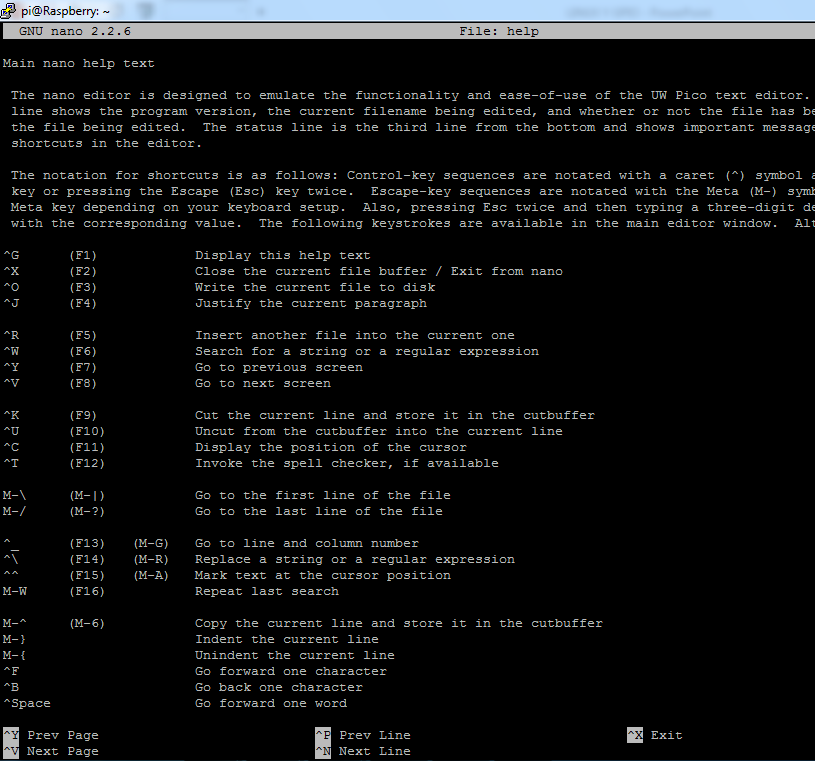 pi@Raspberry: ~
GNU nano 2.2.6 File: help
Main nano help text
The nano editor is designed to emulate the functionality and ease-of-use of the UW Pico text editor.
line shows the program version, the current filename being edited, and whether or not the file has be
the file being edited. The status line is the third line from the bottom and shows important message
shortcuts in the editor.
The notation for shortcuts is as follows: Control-key sequences are notated with a caret (^) symbol a
key or pressing the Escape (Esc) key twice. Escape-key sequences are notated with the Meta (M-) symb
Meta key depending on your keyboard setup. Also, pressing Esc twice and then typing a three-digit de
with the corresponding value. The following keystrokes are available in the main editor window. Alt
^G (F1) Display this help text
^X (F2) Close the current file buffer / Exit from nano
^O (F3) Write the current file to disk
^J (F4) Justify the current paragraph
^R (F5) Insert another file into the current one
^W (F6) Search for a string or a regular expression
^Y (F7) Go to previous screen
^V (F8) Go to next screen
^K (F9) Cut the current line and store it in the cutbuffer
^U (F10) Uncut from the cutbuffer into the current line
^C (F11) Display the position of the cursor
^T (F12) Invoke the spell checker, if available
M-\ (M-|) Go to the first line of the file
M-/ (M-?) Go to the last line of the file
^_ (F13) (M-G) Go to line and column number
^\ (F14) (M-R) Replace a string or a regular expression
^^ (F15) (M-A) Mark text at the cursor position
M-W (F16) Repeat last search
M-^ (M-6) Copy the current line and store it in the cutbuffer
M-} Indent the current line
M-{ Unindent the current line
^F Go forward one character
^B Go back one character
^Space Go forward one word
^Y Prev Page ^P Prev Line ^X Exit
^V Next Page ^N Next Line